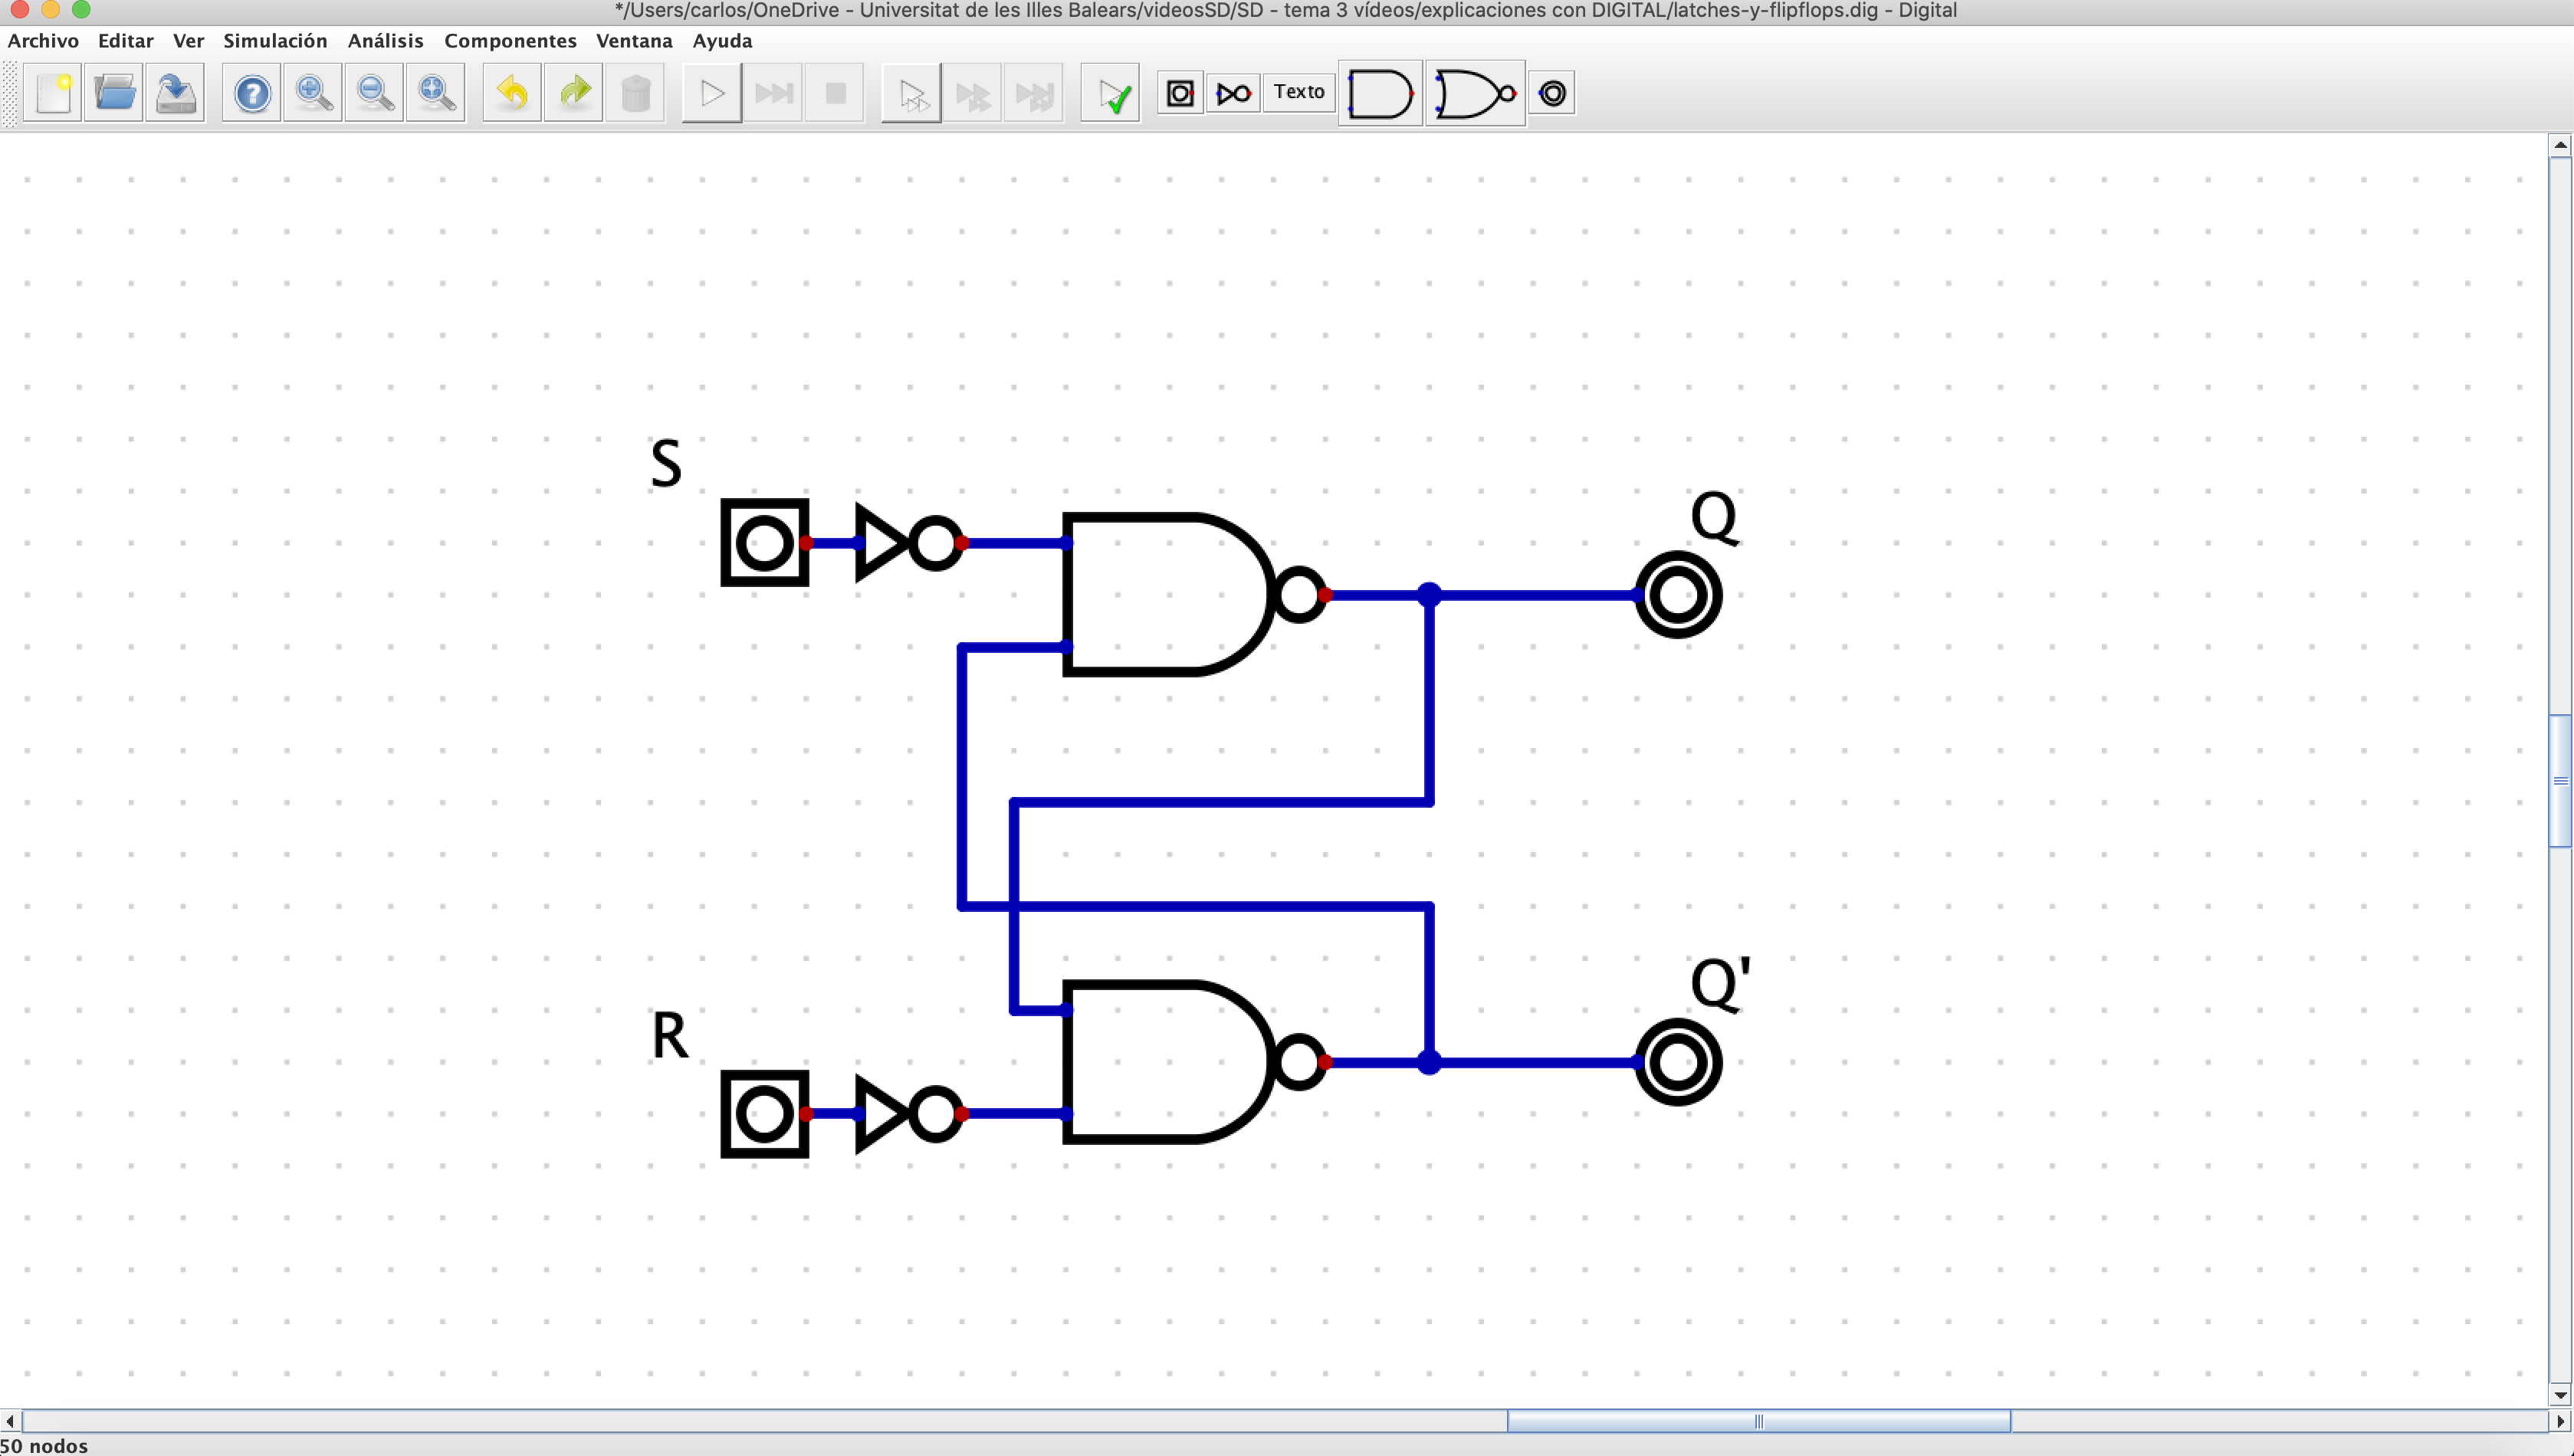 */Users/carlos/OneDrive - Universitat de les Illes Balears/videosSD/SD - tema 3 vídeos/explicaciones con DIGITAL/latches-y-flipflops.dig - Digital
Archivo Editar Ver Simulación Análisis Componentes Ventana Ayuda
Texto
S
Q
R
Q'
50 nodos